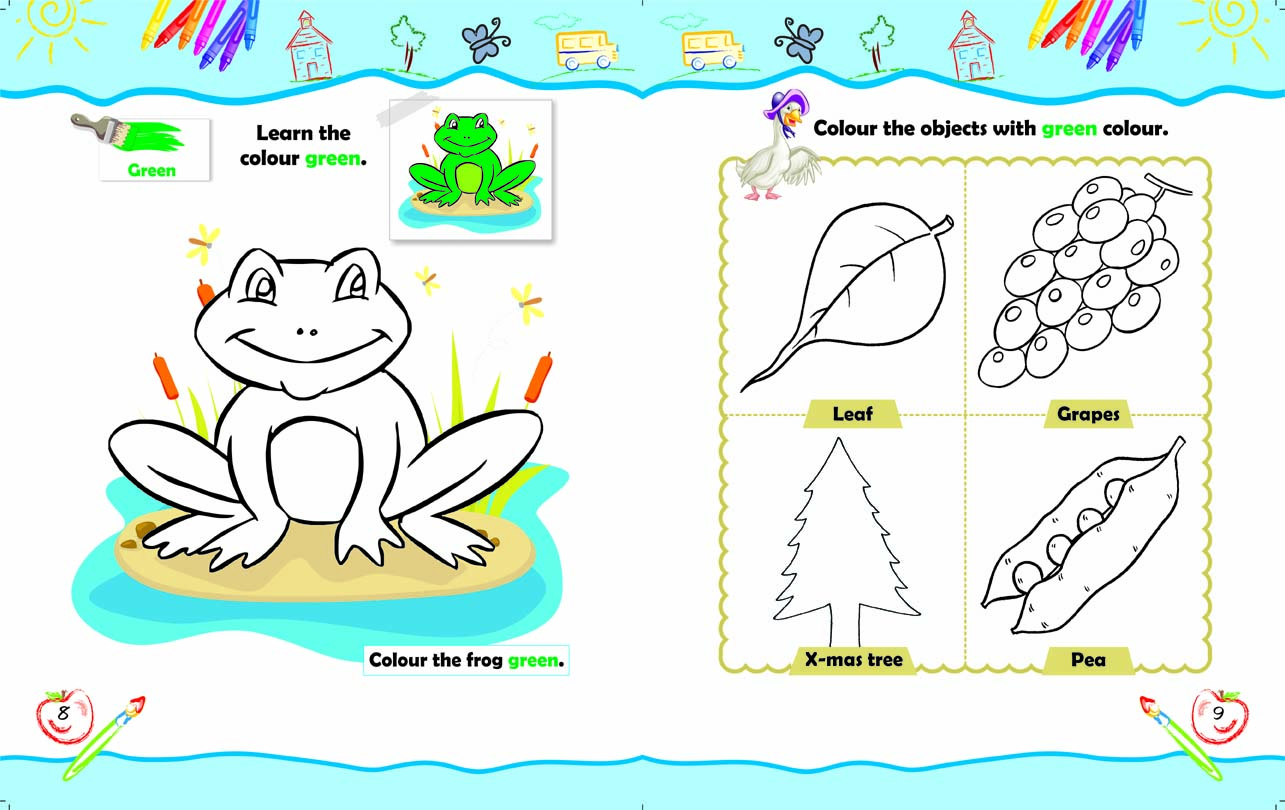 Green
Learn the
colour green.
Colour the frog green.
8
Colour the objects with green colour.
Leaf
Grapes
X-mas tree
Pea
9